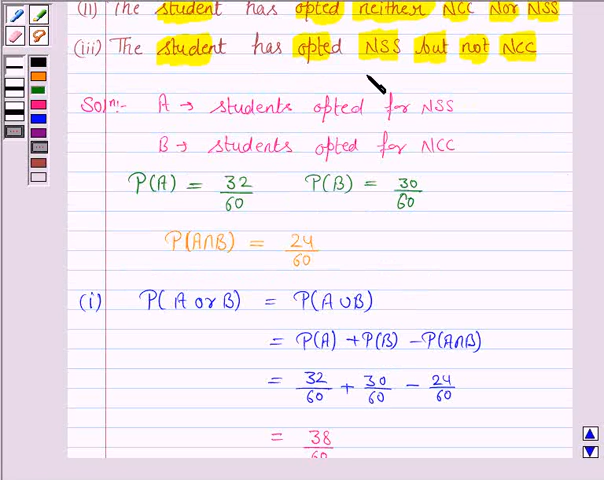 (ii) The student has opted neither NCC Nor NSS
(iii) The student has opted NSS but not NCC
Soln:- A → students opted for NSS
B → students opted for NCC
P(A) = 32/60 P(B) = 30/60
P(A∩B) = 24/60
(i) P(A or B) = P(A∪B)
= P(A) + P(B) - P(A∩B)
= 32/60 + 30/60 - 24/60
= 38/60